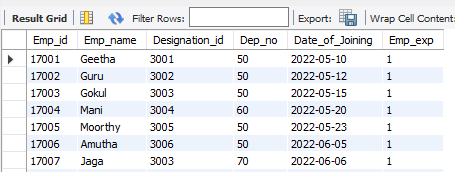 Result Grid Filter Rows: Export: Wrap Cell Content:
Emp_id Emp_name Designation_id Dep_no Date_of_Joining Emp_exp
17001 Geetha 3001 50 2022-05-10 1
17002 Guru 3002 50 2022-05-12 1
17003 Gokul 3003 50 2022-05-15 1
17004 Mani 3004 60 2022-05-20 1
17005 Moorthy 3005 50 2022-05-23 1
17006 Amutha 3006 50 2022-06-05 1
17007 Jaga 3003 70 2022-06-06 1